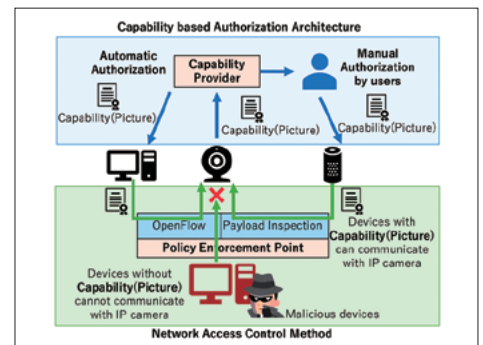 Capability based Authorization Architecture
Automatic
Authorization
Capability
Provider
Manual
Authorization
by users
Capability(Picture)
Capability(Picture)
Capability(Picture)
OpenFlow
Payload Inspection
Policy Enforcement Point
Devices with
Capability(Picture)
can communicate
with IP camera
Devices without
Capability(Picture)
cannot communicate
with IP camera
Malicious devices
Network Access Control Method